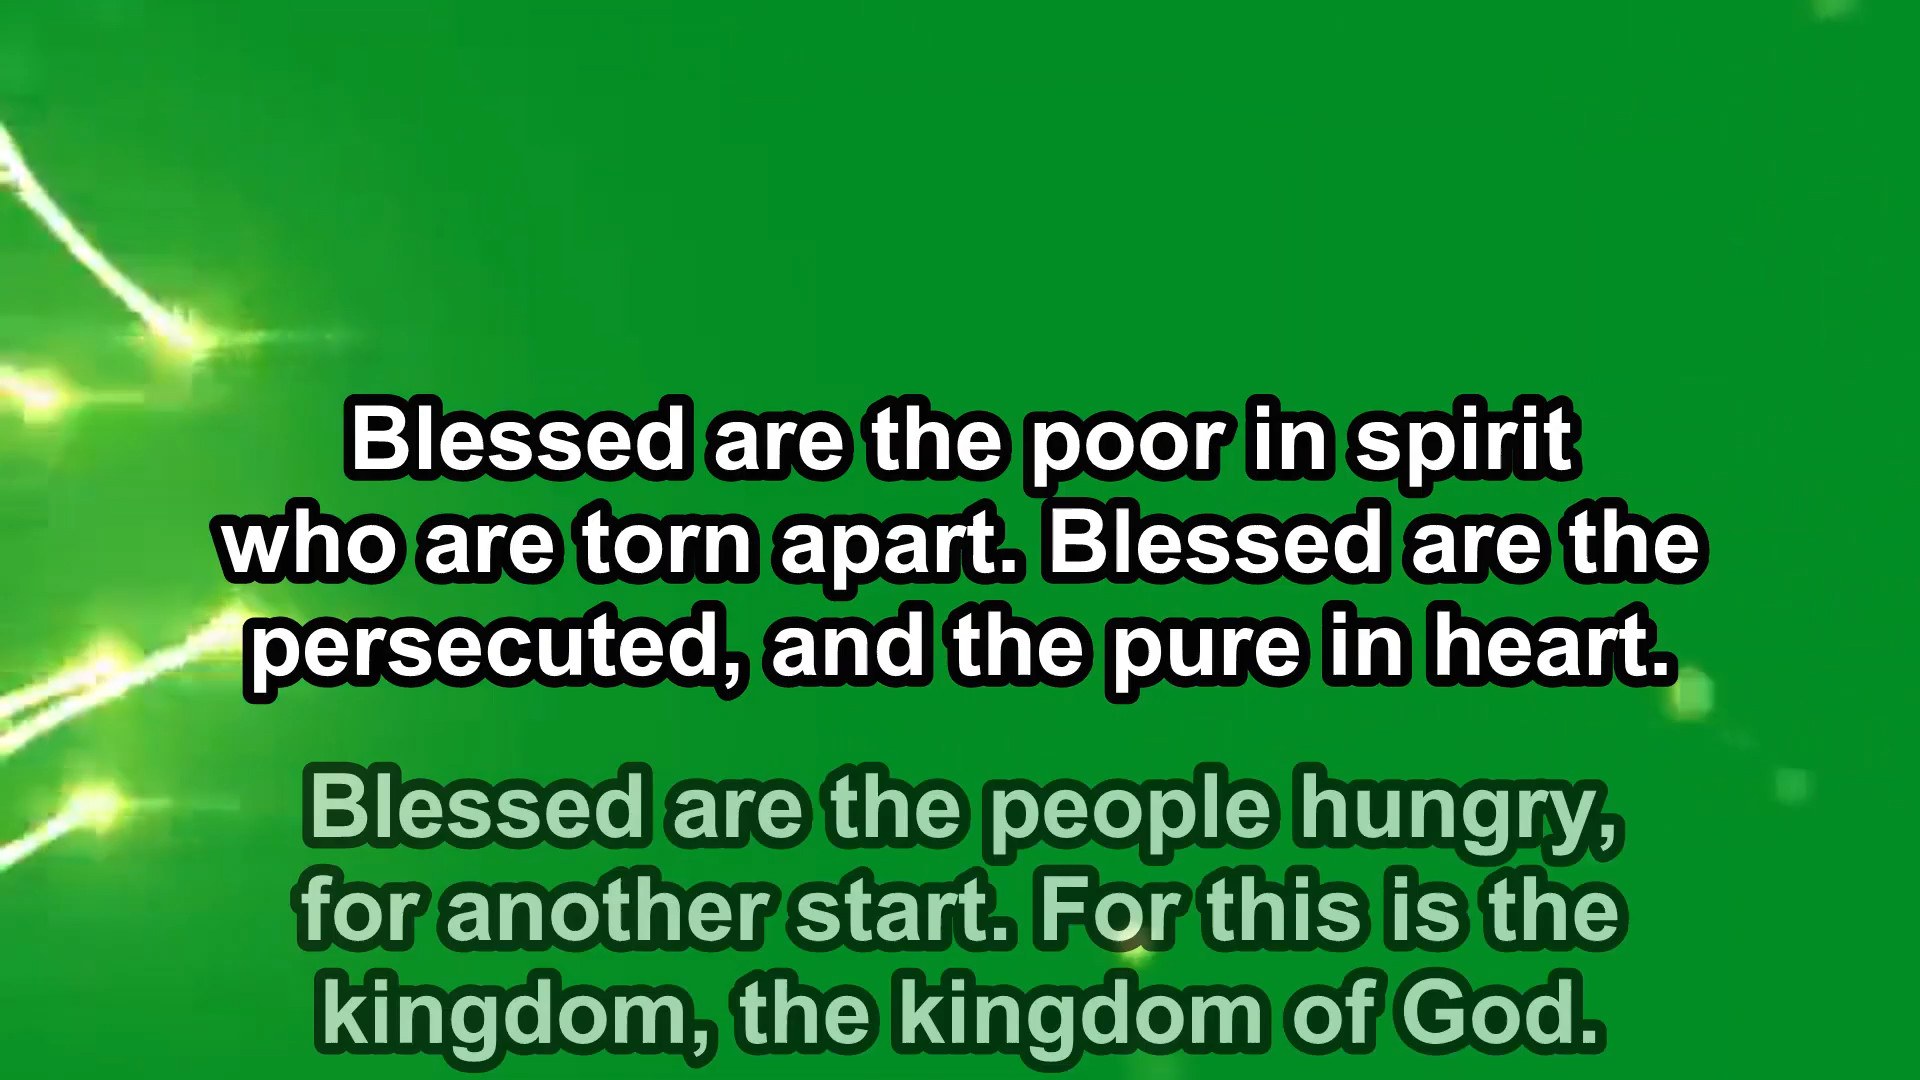 Blessed are the poor in spirit
who are torn apart. Blessed are the
persecuted, and the pure in heart.
Blessed are the people hungry,
for another start. For this is the
kingdom, the kingdom of God.